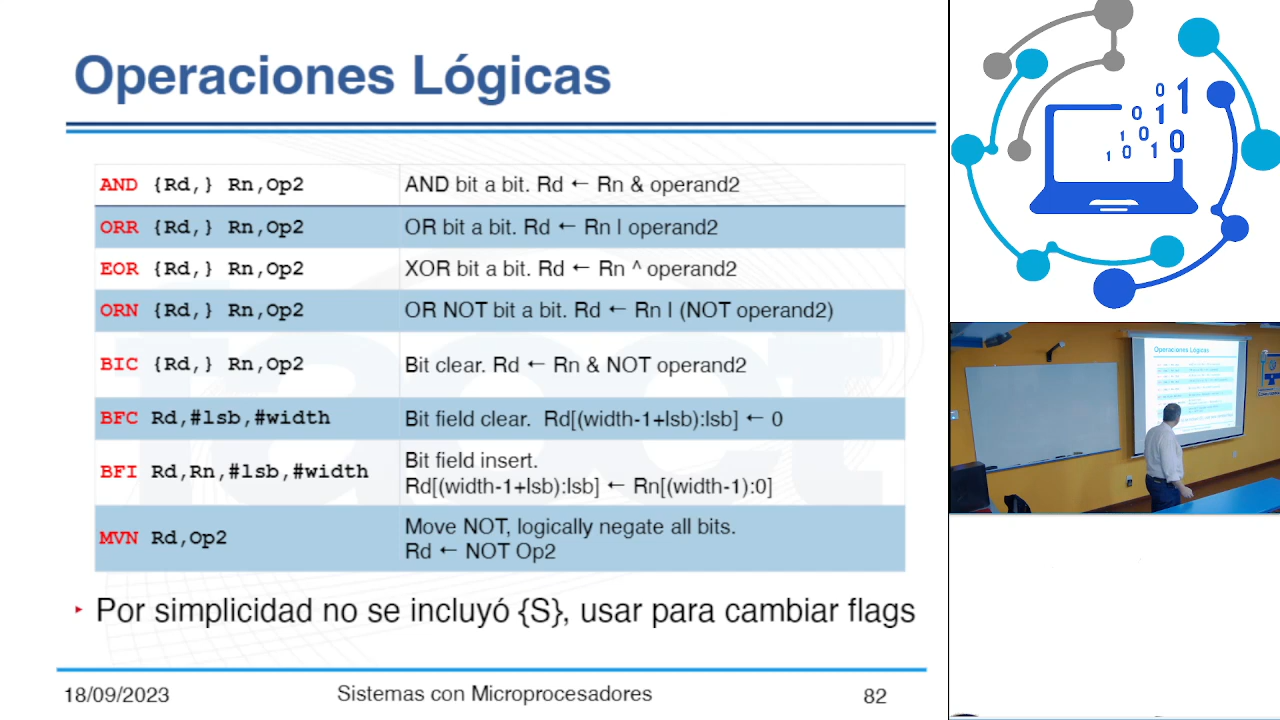 Operaciones Lógicas
AND {Rd,} Rn,Op2 AND bit a bit. Rd ← Rn & operand2
ORR {Rd,} Rn,Op2 OR bit a bit. Rd ← Rn | operand2
EOR {Rd,} Rn,Op2 XOR bit a bit. Rd ← Rn ^ operand2
ORN {Rd,} Rn,Op2 OR NOT bit a bit. Rd ← Rn | (NOT operand2)
BIC {Rd,} Rn,Op2 Bit clear. Rd ← Rn & NOT operand2
BFC Rd,#lsb,#width Bit field clear. Rd[(width-1+lsb):lsb] ← 0
BFI Rd,Rn,#lsb,#width Bit field insert.
Rd[(width-1+lsb):lsb] ← Rn[(width-1):0]
MVN Rd,Op2 Move NOT, logically negate all bits.
Rd ← NOT Op2
‣ Por simplicidad no se incluyó {S}, usar para cambiar flags
18/09/2023 Sistemas con Microprocesadores 82
0 1
0 1 1
1 0 0
1 0 1 0
Operaciones Lógicas